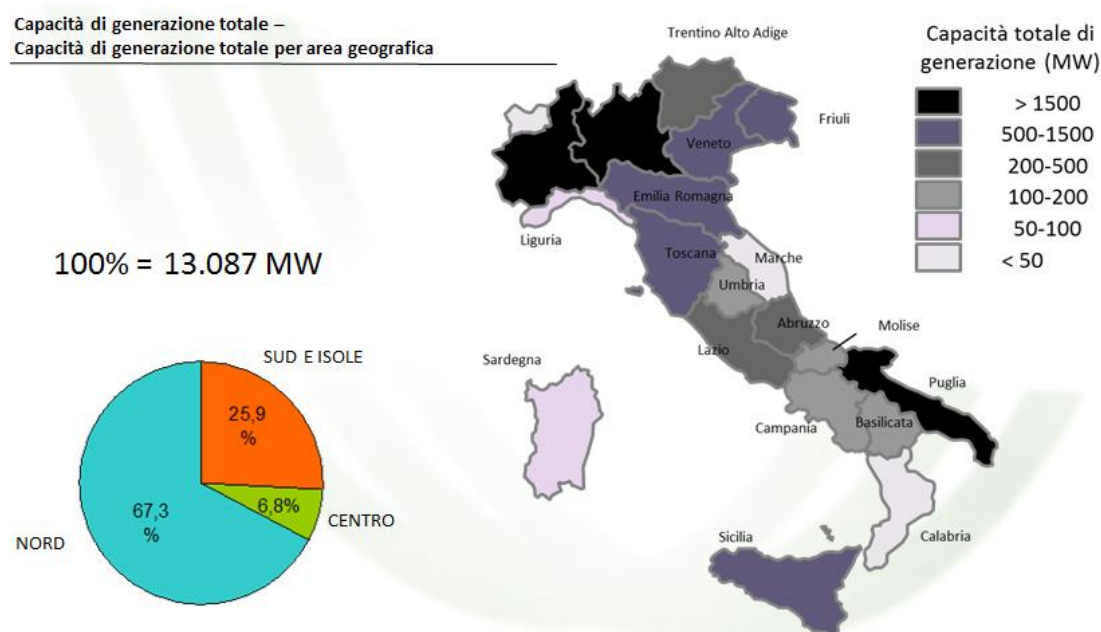 Capacità di generazione totale –
Capacità di generazione totale per area geografica
Trentino Alto Adige
Capacità totale di
generazione (MW)
> 1500
500-1500
200-500
100-200
50-100
< 50
Friuli
Veneto
Emilia Romagna
Liguria
Toscana
Marche
Umbria
100% = 13.087 MW
Abruzzo
Molise
Lazio
Sardegna
Puglia
Campania
Basilicata
Calabria
Sicilia
SUD E ISOLE
25,9
%
6,8%
CENTRO
67,3
%
NORD